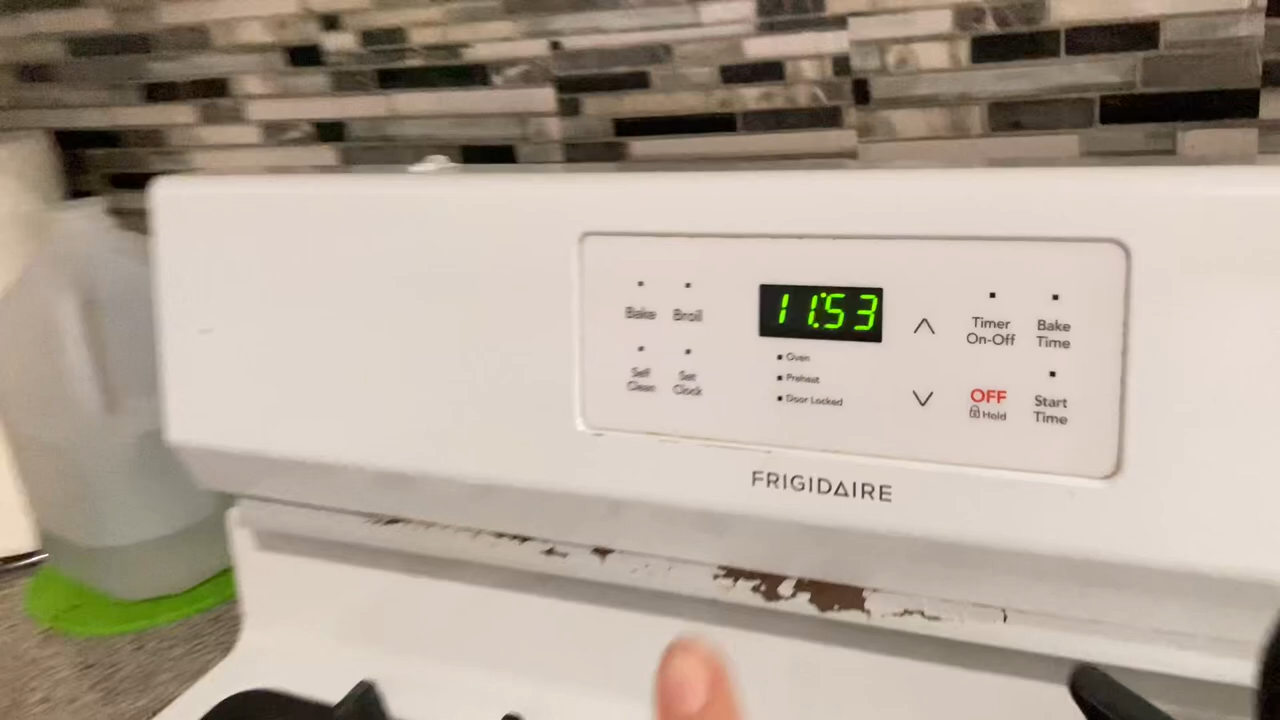 Bake Broil
11:53
Timer On-Off
Bake Time
Oven
Preheat
Door Locked
Self Clean
Set Clock
OFF
Hold
Start Time
FRIGIDAIRE